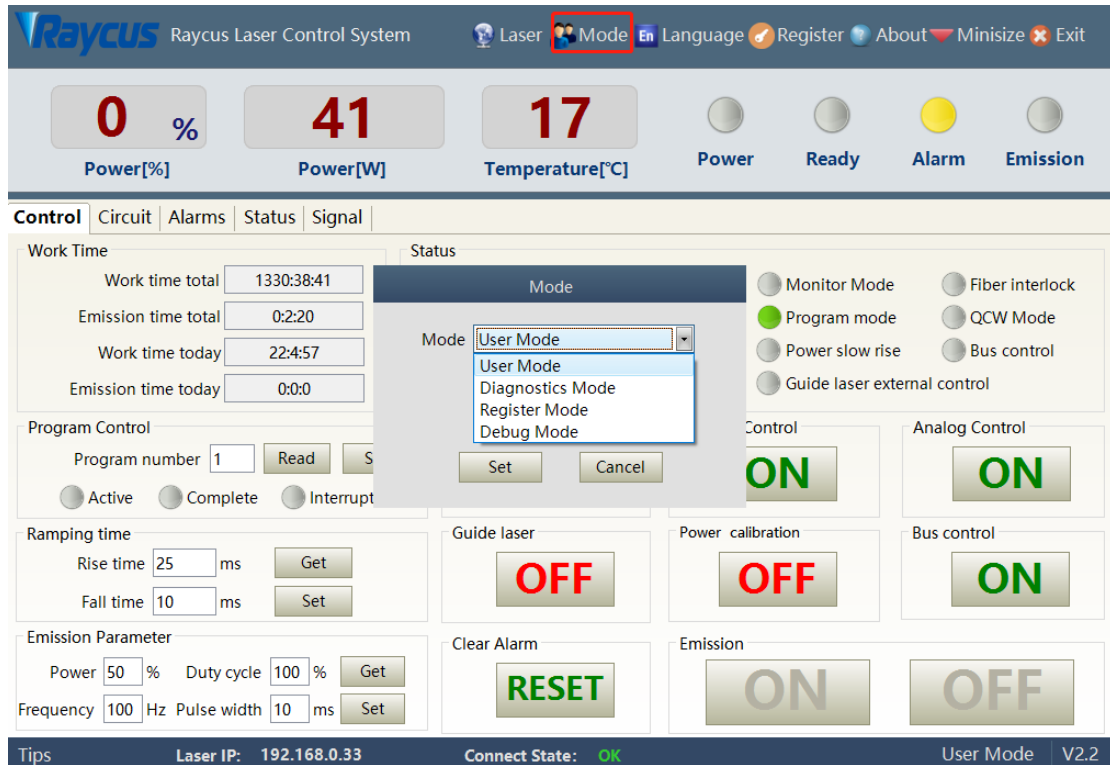 Raycus Raycus Laser Control System Laser Mode En Language Register About Minisize Exit
0 % 41 17
Power[%] Power[W] Temperature[℃] Power Ready Alarm Emission
Control Circuit Alarms Status Signal
Work Time
Work time total 1330:38:41
Emission time total 0:2:20
Work time today 22:4:57
Emission time today 0:0:0
Status
Monitor Mode Fiber interlock
Program mode QCW Mode
Power slow rise Bus control
Guide laser external control
Mode
Mode User Mode
User Mode
Diagnostics Mode
Register Mode
Debug Mode
Set Cancel
Program Control
Program number 1 Read S
Active Complete Interrupt
Control
ON
Analog Control
ON
Ramping time
Rise time 25 ms Get
Fall time 10 ms Set
Guide laser
OFF
Power calibration
OFF
Bus control
ON
Emission Parameter
Power 50 % Duty cycle 100 % Get
Frequency 100 Hz Pulse width 10 ms Set
Clear Alarm
RESET
Emission
ON OFF
Tips Laser IP: 192.168.0.33 Connect State: OK User Mode V2.2